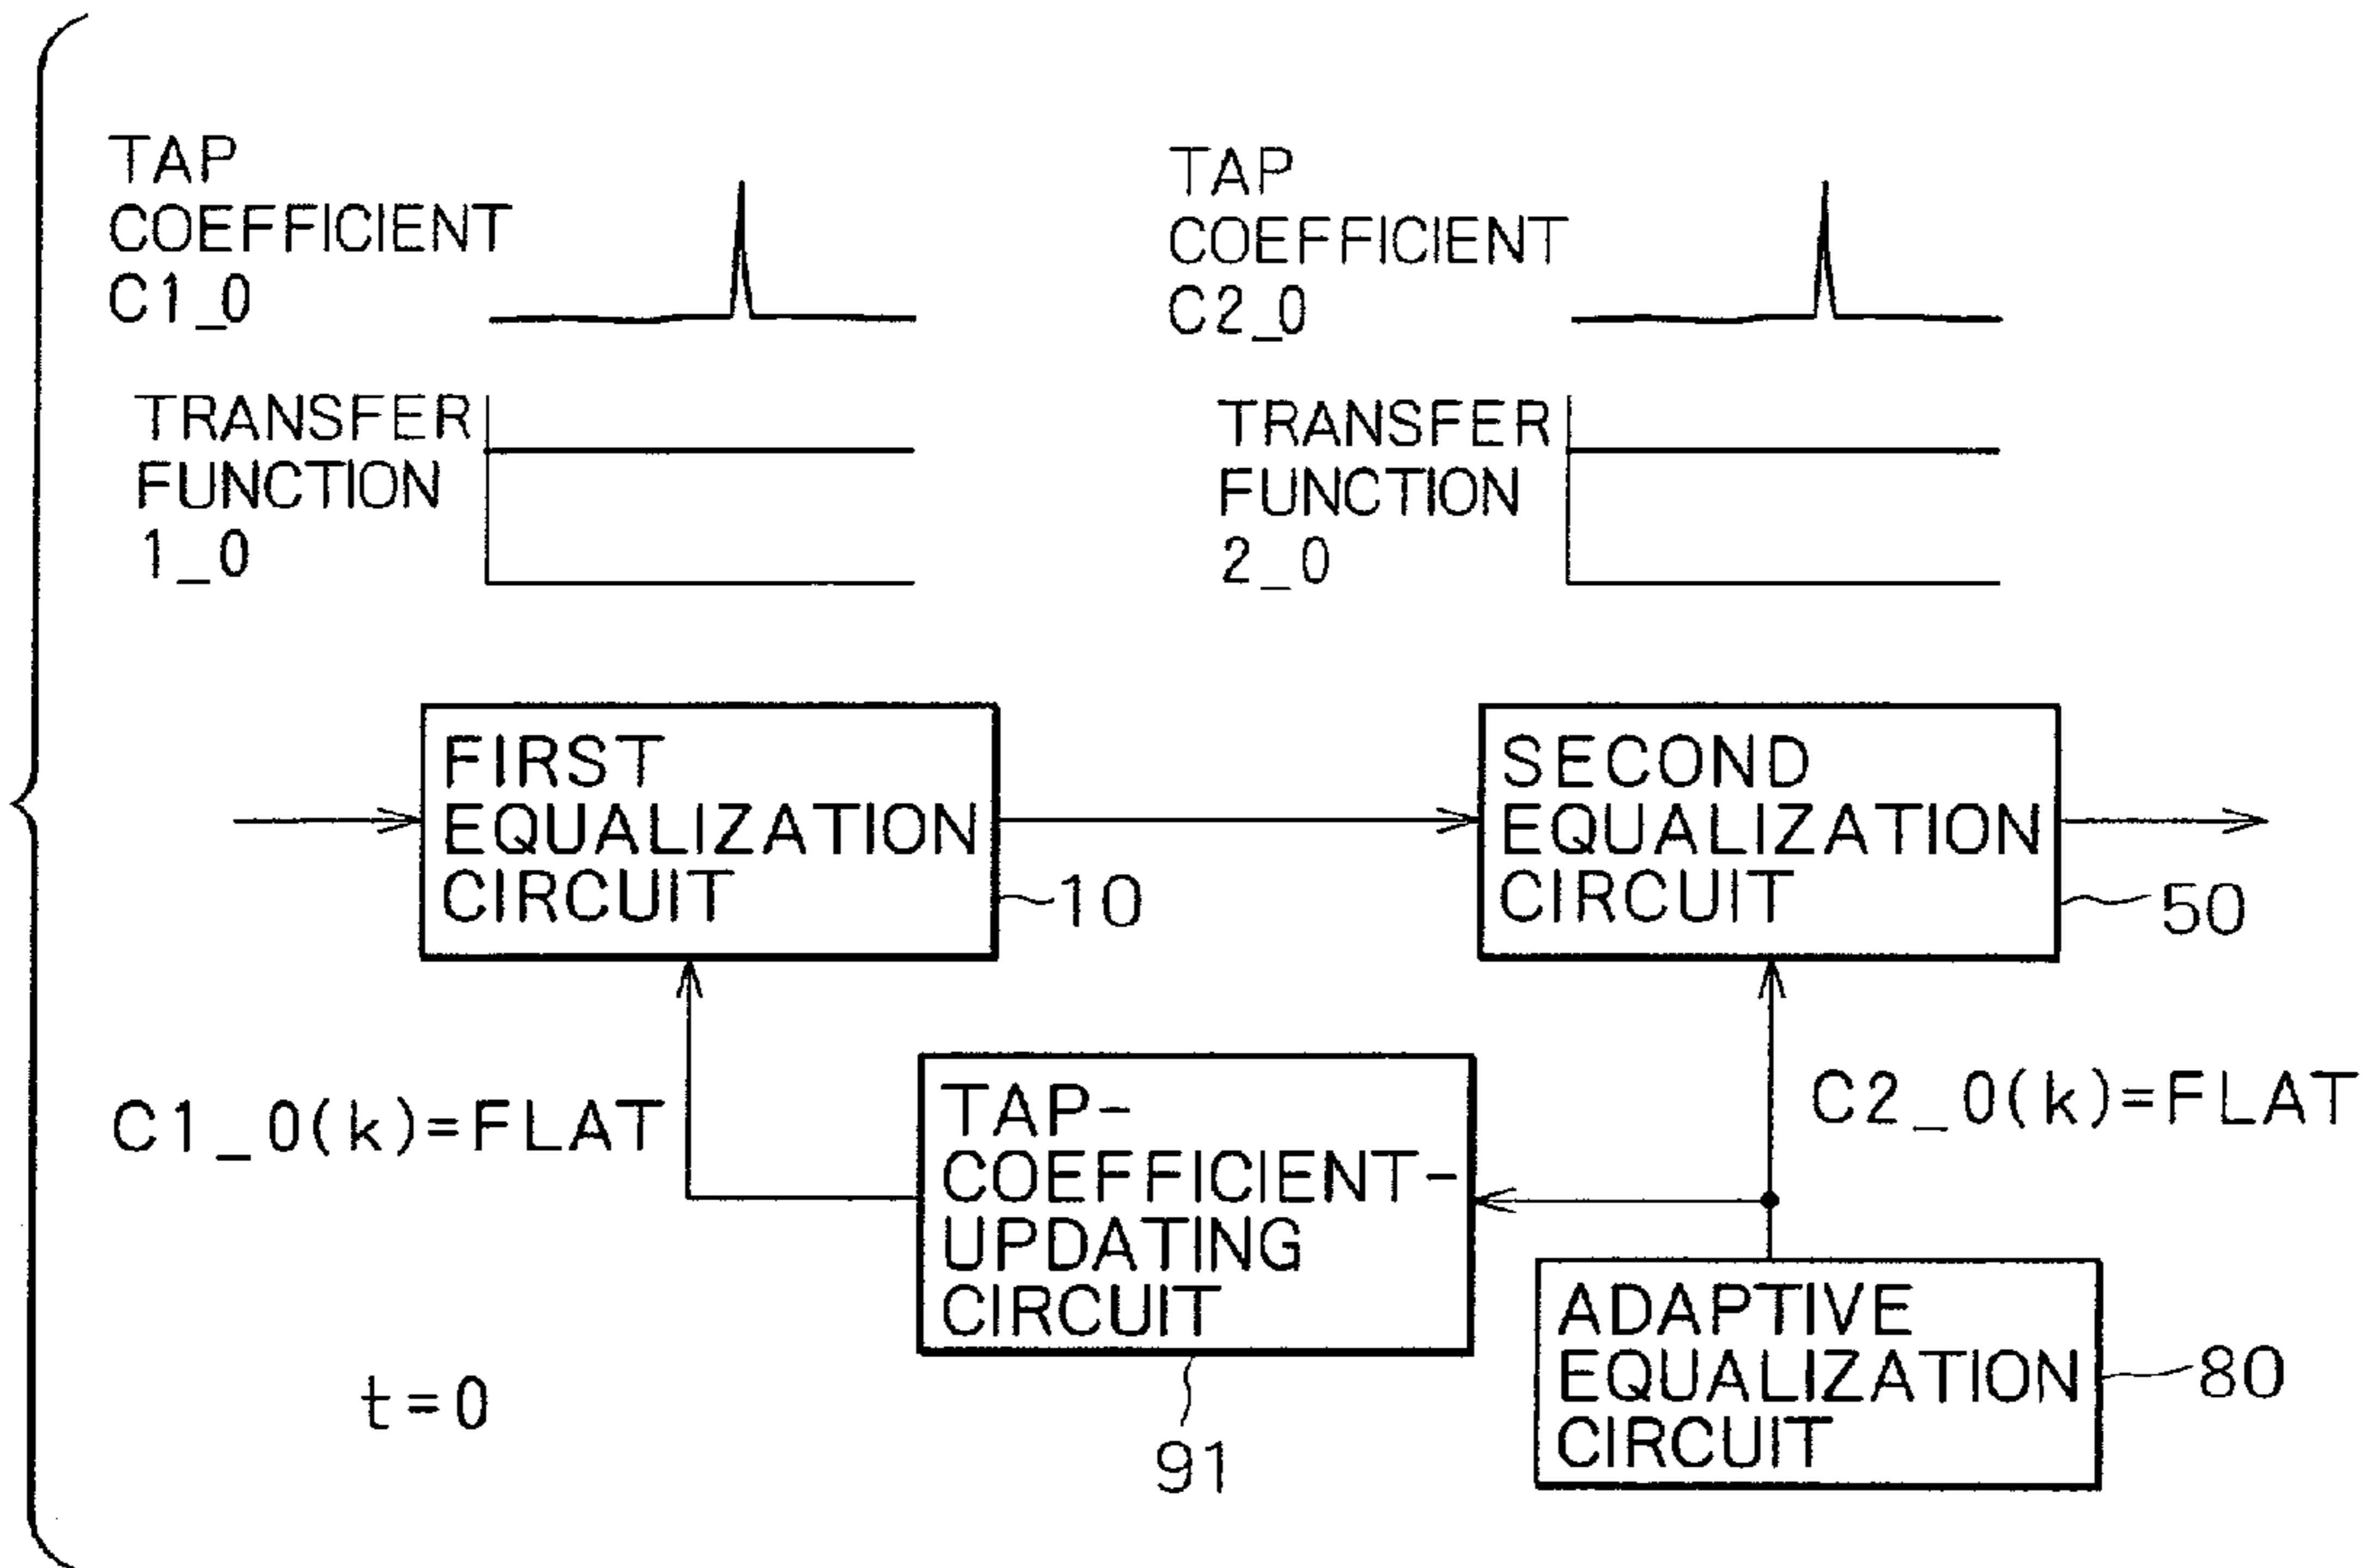 TAP
COEFFICIENT
C1_0
TAP
COEFFICIENT
C2_0
TRANSFER
FUNCTION
1_0
TRANSFER
FUNCTION
2_0
FIRST
EQUALIZATION
CIRCUIT
10
SECOND
EQUALIZATION
CIRCUIT
50
C1_0(k)=FLAT
TAP-
COEFFICIENT-
UPDATING
CIRCUIT
91
C2_0(k)=FLAT
ADAPTIVE
EQUALIZATION
CIRCUIT
80
t=0